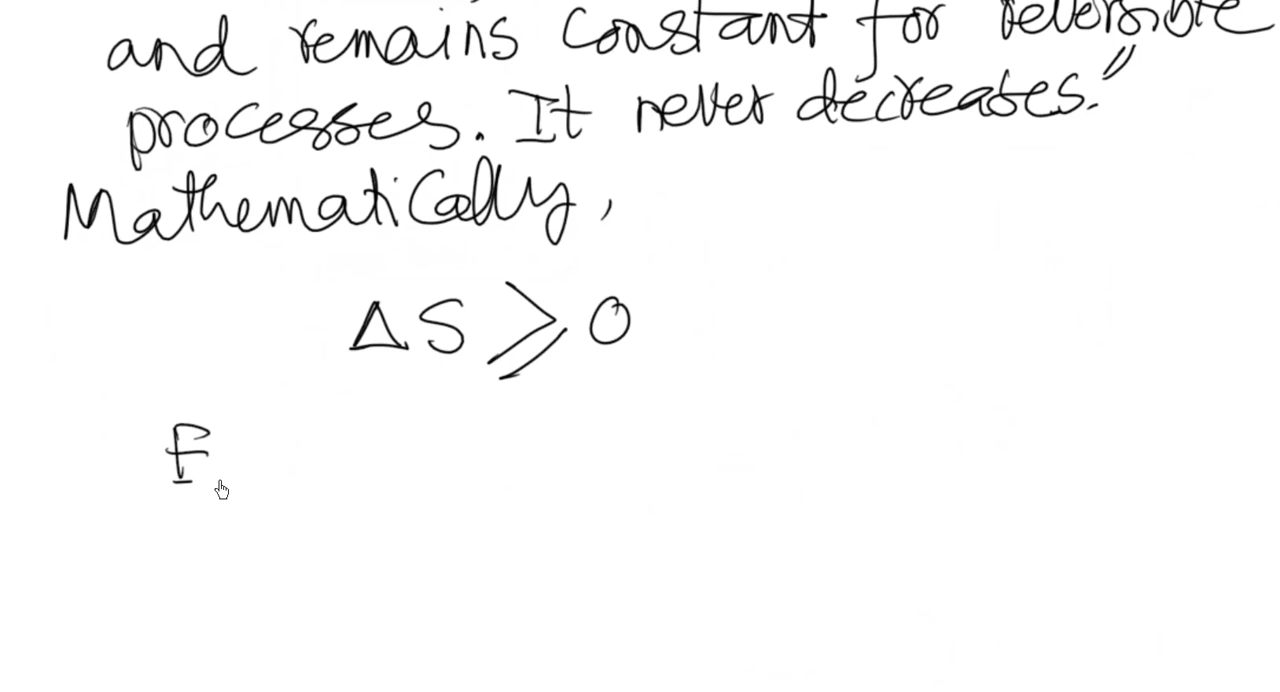 and remains constant for reversible
processes. It never decreases."
Mathematically,
ΔS ≥ 0
F